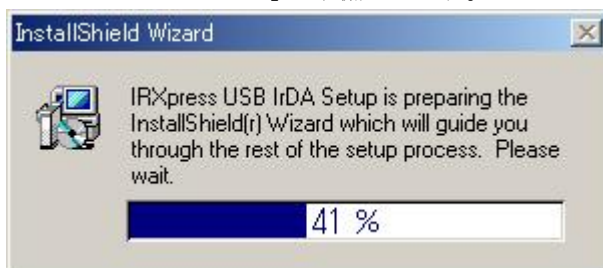 InstallShield Wizard
IRXpress USB IrDA Setup is preparing the
InstallShield(r) Wizard which will guide you
through the rest of the setup process.  Please
wait.
41 %